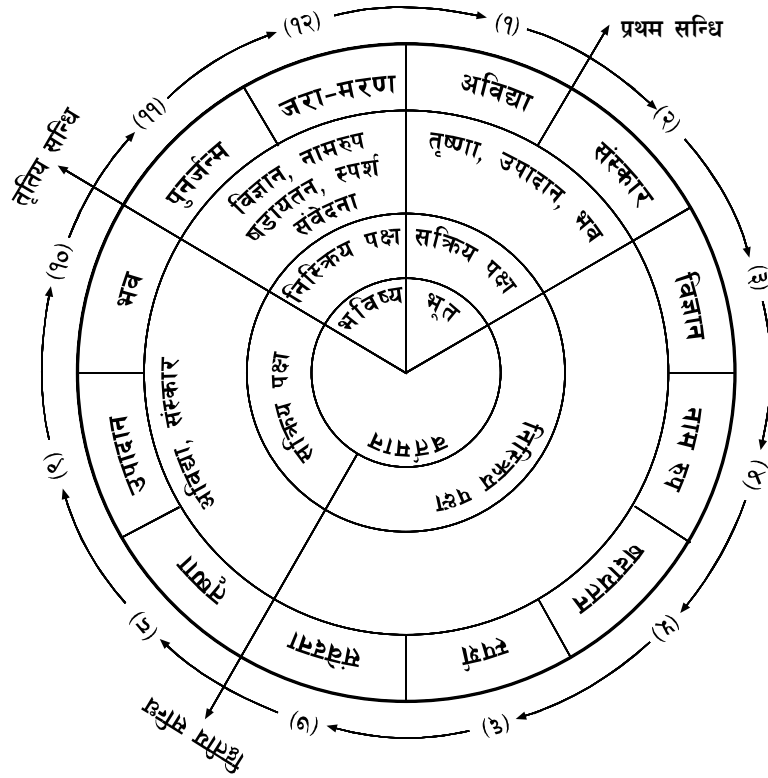 (१)
(२)
(३)
(४)
(५)
(६)
(७)
(८)
(९)
(१०)
(११)
(१२)
प्रथम सन्धि
द्वितीय सन्धि
तृतिय सन्धि
अविद्या
संस्कार
विज्ञान
नाम रुप
षडायतन
स्पर्श
संवेदना
तृष्णा
उपादान
भव
पुनर्जन्म
जरा-मरण
तृष्णा, उपादान, भव
अविद्या, संस्कार
विज्ञान, नामरुप
षडायतन, स्पर्श
संवेदना
सक्रिय पक्ष
निस्क्रिय पक्ष
सक्रिय पक्ष
निस्क्रिय पक्ष
भूत
वर्तमान
भविष्य